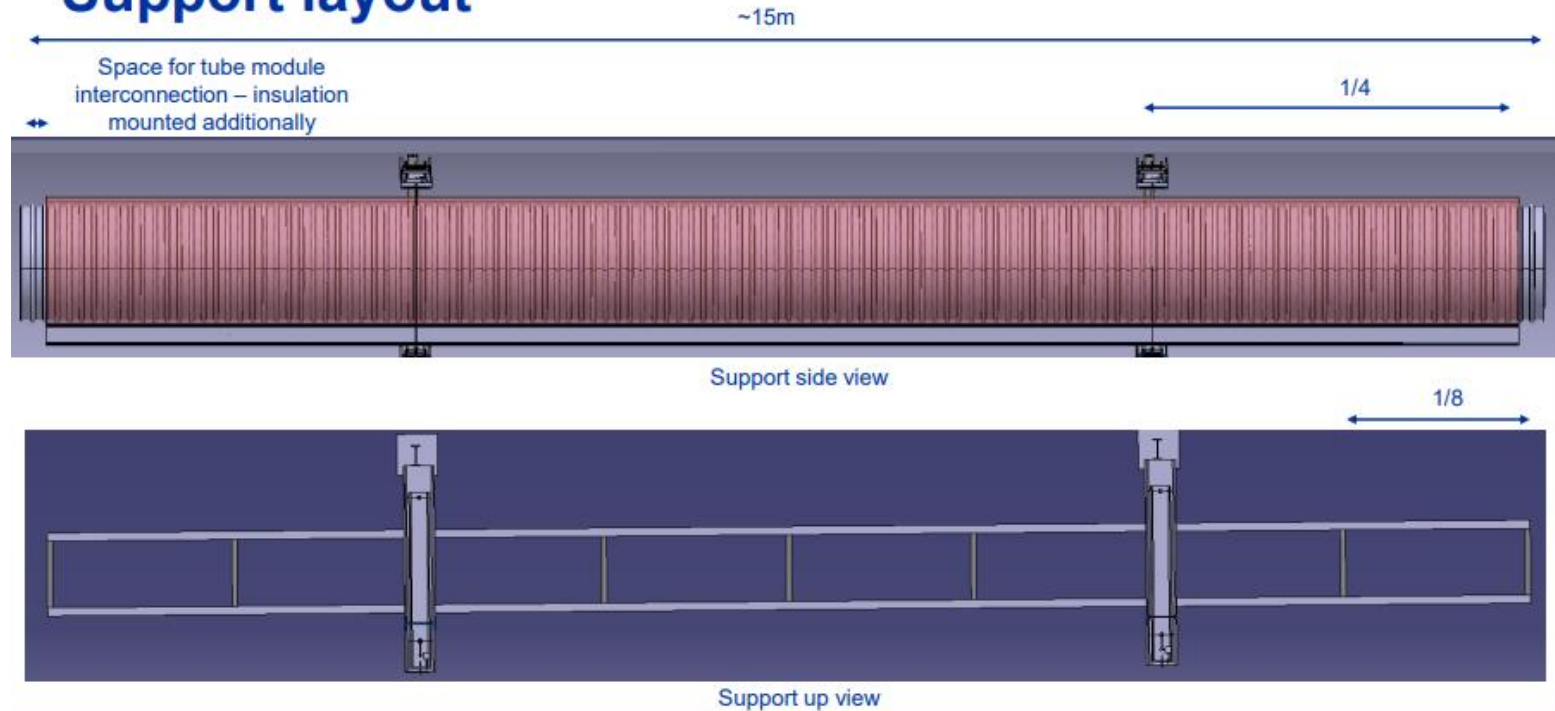 Support layout
~15m
Space for tube module
interconnection – insulation
mounted additionally
1/4
Support side view
1/8
Support up view